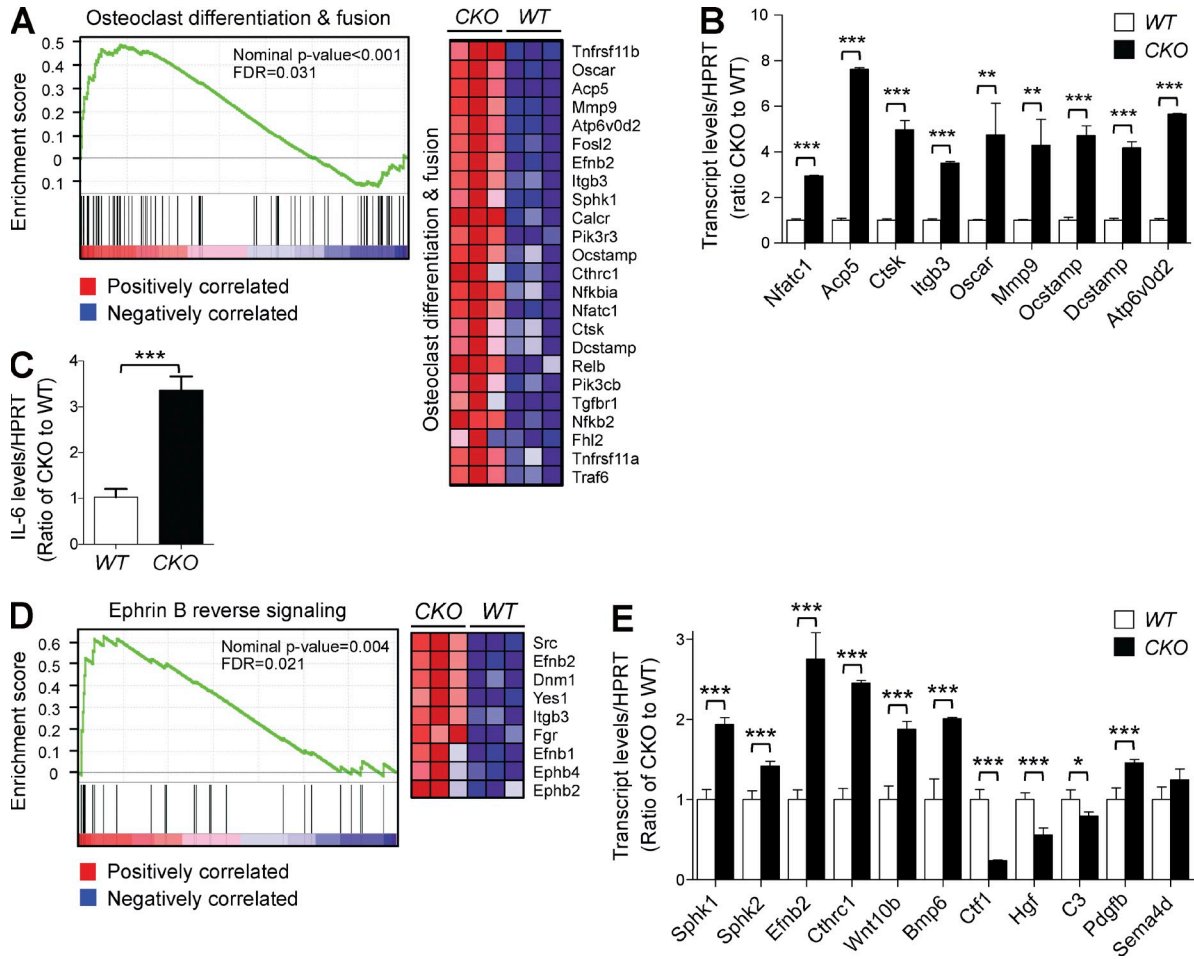 A
Osteoclast differentiation & fusion
Nominal p-value<0.001
FDR=0.031
Enrichment score
0.5
0.4
0.3
0.2
0.1
0
0.1
Positively correlated
Negatively correlated
CKO WT
Osteoclast differentiation & fusion
Tnfrsf11b
Oscar
Acp5
Mmp9
Atp6v0d2
Fosl2
Efnb2
Itgb3
Sphk1
Calcr
Pik3r3
Ocstamp
Cthrc1
Nfkbia
Nfatc1
Ctsk
Dcstamp
Relb
Pik3cb
Tgfbr1
Nfkb2
Fhl2
Tnfrsf11a
Traf6
B
WT
CKO
Transcript levels/HPRT
(ratio CKO to WT)
10
8
6
4
2
0
*** *** *** *** ** ** *** *** ***
Nfatc1 Acp5 Ctsk Itgb3 Oscar Mmp9 Ocstamp Dcstamp Atp6v0d2
C
IL-6 levels/HPRT
(Ratio of CKO to WT)
4
3
2
1
0
***
WT CKO
D
Ephrin B reverse signaling
Nominal p-value=0.004
FDR=0.021
Enrichment score
0.6
0.5
0.4
0.3
0.2
0.1
0
Positively correlated
Negatively correlated
CKO WT
Src
Efnb2
Dnm1
Yes1
Itgb3
Fgr
Efnb1
Ephb4
Ephb2
E
WT
CKO
Transcript levels/HPRT
(Ratio of CKO to WT)
3
2
1
0
*** *** *** *** *** *** *** *** * ***
Sphk1 Sphk2 Efnb2 Cthrc1 Wnt10b Bmp6 Ctf1 Hgf C3 Pdgfb Sema4d